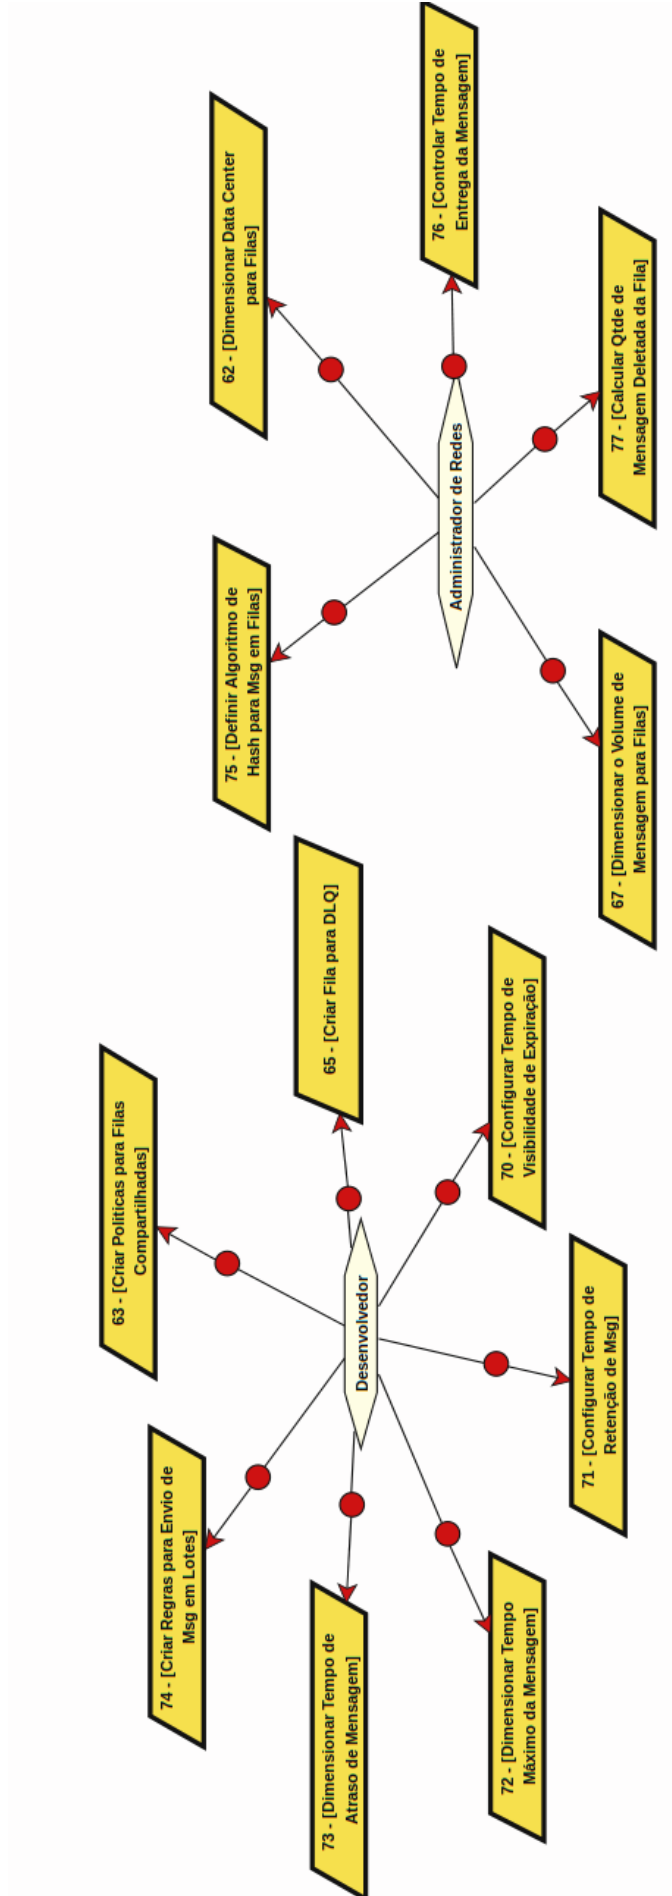 74 - [Criar Regras para Envio de
Msg em Lotes]
63 - [Criar Políticas para Filas
Compartilhadas]
75 - [Definir Algoritmo de
Hash para Msg em Filas]
62 - [Dimensionar Data Center
para Filas]
73 - [Dimensionar Tempo de
Atraso de Mensagem]
Desenvolvedor
65 - [Criar Fila para DLQ]
Administrador de Redes
76 - [Controlar Tempo de
Entrega da Mensagem]
72 - [Dimensionar Tempo
Máximo da Mensagem]
71 - [Configurar Tempo de
Retenção de Msg]
70 - [Configurar Tempo de
Visibilidade de Expiração]
67 - [Dimensionar o Volume de
Mensagem para Filas]
77 - [Calcular Qtde de
Mensagem Deletada da Fila]